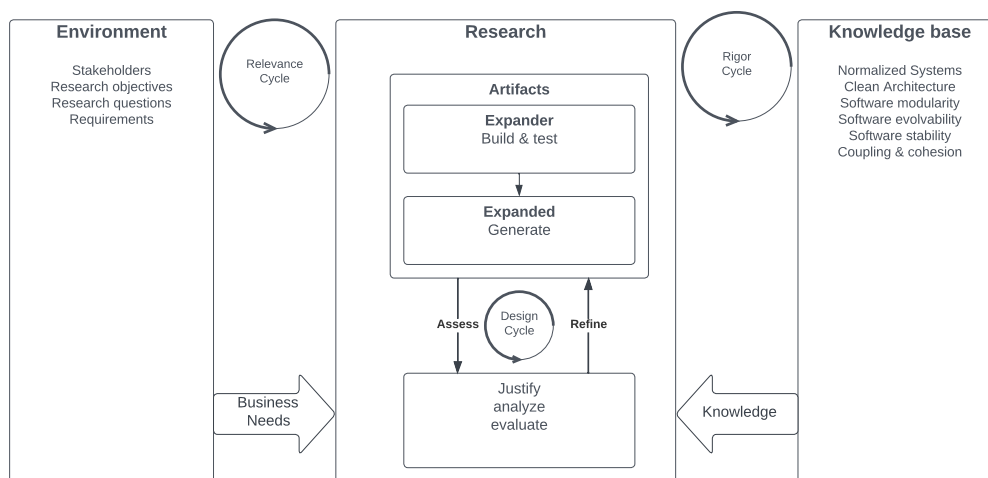 Environment
Stakeholders
Research objectives
Research questions
Requirements
Relevance
Cycle
Business
Needs
Research
Artifacts
Expander
Build & test
Expanded
Generate
Assess
Design
Cycle
Refine
Justify
analyze
evaluate
Rigor
Cycle
Knowledge
Knowledge base
Normalized Systems
Clean Architecture
Software modularity
Software evolvability
Software stability
Coupling & cohesion